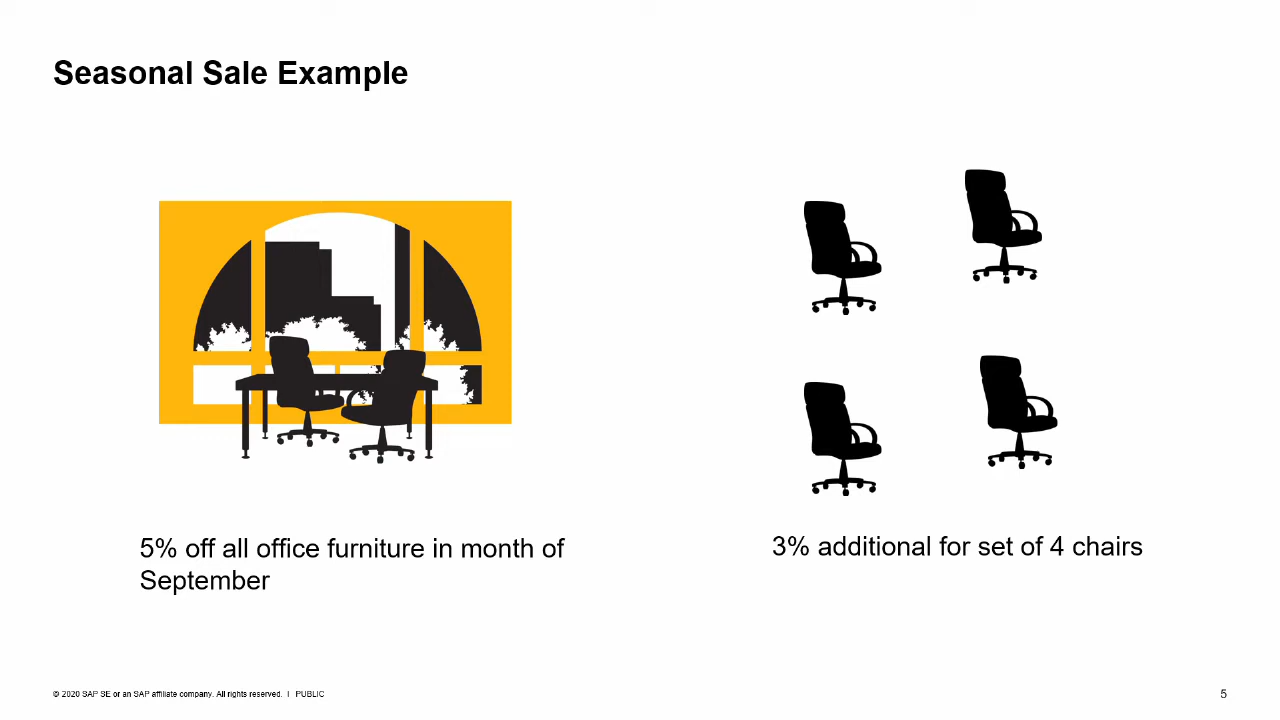 Seasonal Sale Example
5% off all office furniture in month of
September
3% additional for set of 4 chairs
© 2020 SAP SE or an SAP affiliate company. All rights reserved. I PUBLIC
5